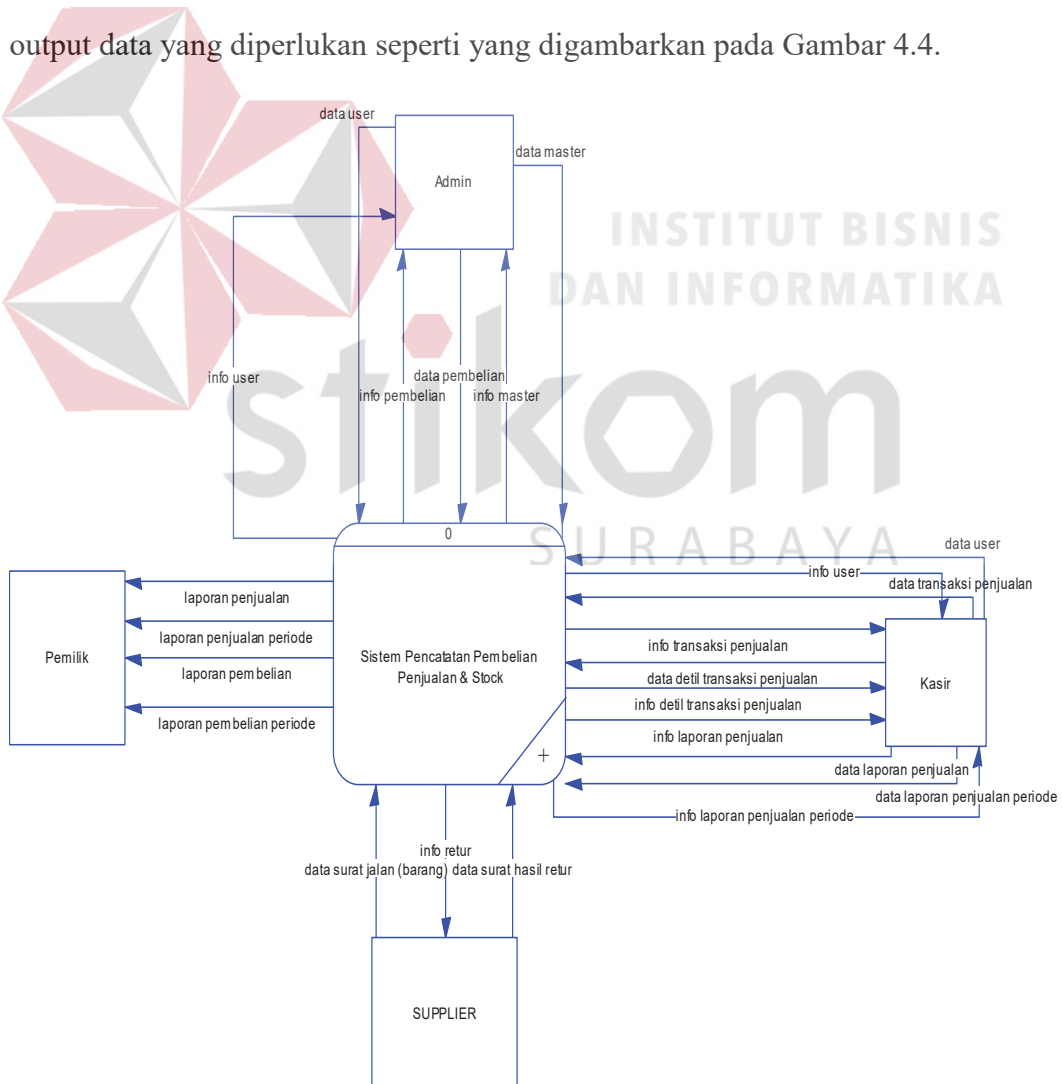 output data yang diperlukan seperti yang digambarkan pada Gambar 4.4.
data user
data master
Admin
INSTITUT BISNIS
DAN INFORMATIKA
info user
data pembelian
info pembelian
info master
stikom
SURABAYA
0
data user
info user
data transaksi penjualan
laporan penjualan
laporan penjualan periode
Pemilik
laporan pembelian
laporan pembelian periode
Sistem Pencatatan Pembelian
Penjualan & Stock
+
info transaksi penjualan
data detil transaksi penjualan
Kasir
info detil transaksi penjualan
info laporan penjualan
data laporan penjualan
data laporan penjualan periode
info laporan penjualan periode
info retur
data surat jalan (barang)
data surat hasil retur
SUPPLIER